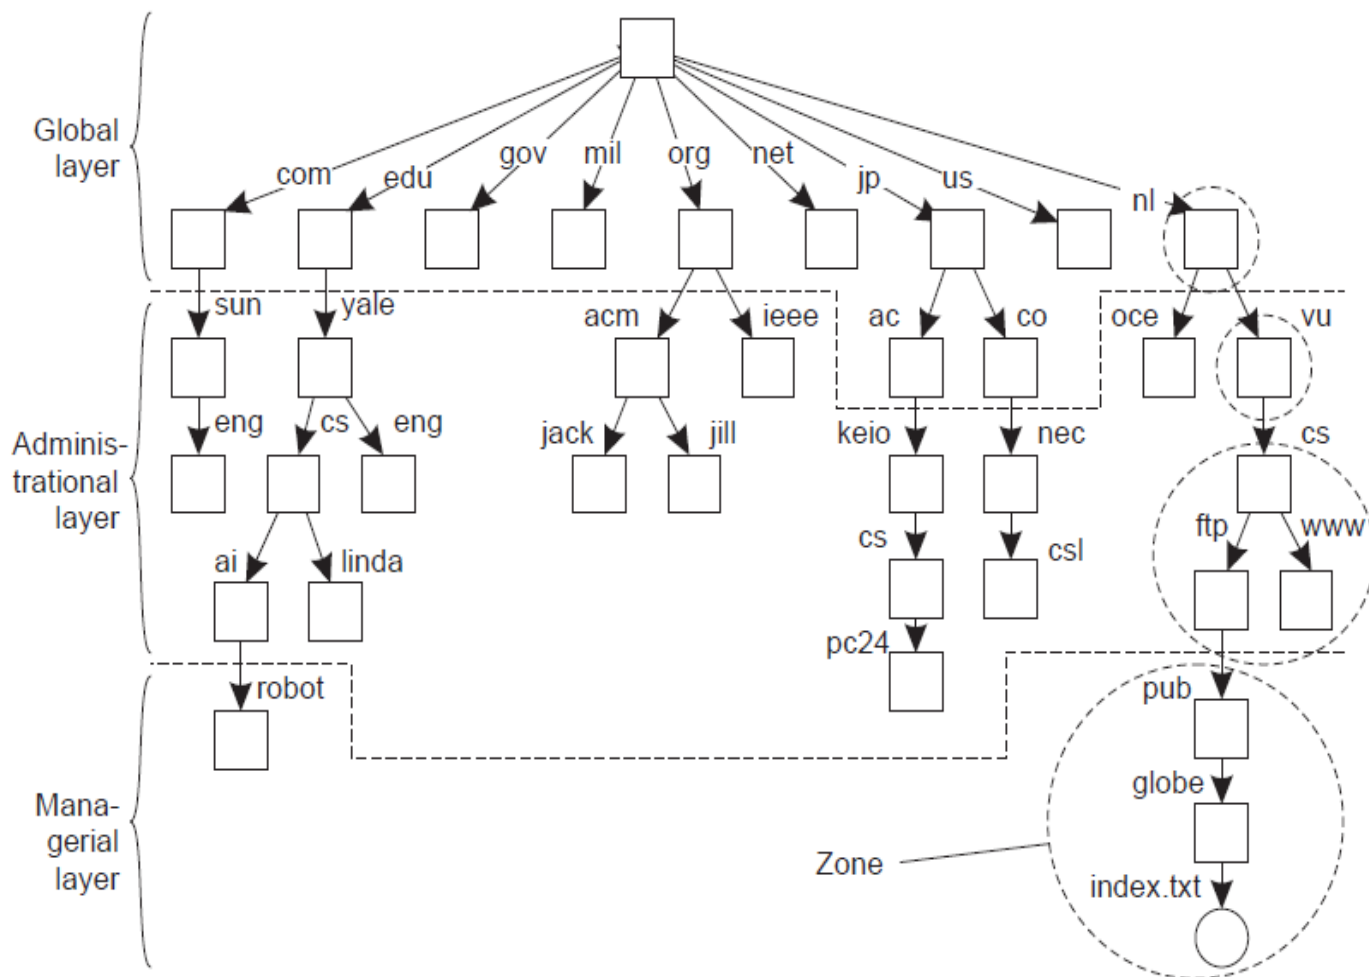 Global
layer
com
edu
gov
mil
org
net
jp
us
nl
sun
yale
acm
ieee
ac
co
oce
vu
eng
cs
eng
jack
jill
keio
nec
cs
Adminis-
trational
layer
ai
linda
cs
csl
ftp
www
pc24
robot
pub
globe
Mana-
gerial
layer
Zone
index.txt